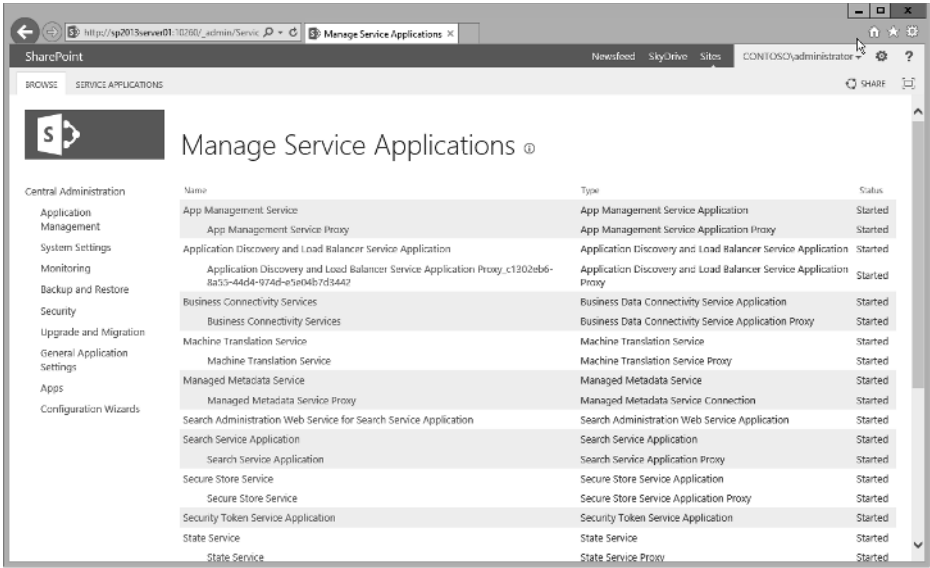 http://sp2013server01:10260/_admin/Servic
Manage Service Applications ×
SharePoint
Newsfeed SkyDrive Sites CONTOSO\administrator ?
BROWSE SERVICE APPLICATIONS
SHARE
S
Manage Service Applications
Central Administration
Application Management
System Settings
Monitoring
Backup and Restore
Security
Upgrade and Migration
General Application Settings
Apps
Configuration Wizards
Name Type Status
App Management Service App Management Service Application Started
App Management Service Proxy App Management Service Application Proxy Started
Application Discovery and Load Balancer Service Application Application Discovery and Load Balancer Service Application Started
Application Discovery and Load Balancer Service Application Proxy_c1302eb6- Application Discovery and Load Balancer Service Application Started
8a55-44d4-974d-e5e04b7d3442 Proxy
Business Connectivity Services Business Data Connectivity Service Application Started
Business Connectivity Services Business Data Connectivity Service Application Proxy Started
Machine Translation Service Machine Translation Service Started
Machine Translation Service Machine Translation Service Proxy Started
Managed Metadata Service Managed Metadata Service Started
Managed Metadata Service Proxy Managed Metadata Service Connection Started
Search Administration Web Service for Search Service Application Search Administration Web Service Application Started
Search Service Application Search Service Application Started
Search Service Application Search Service Application Proxy Started
Secure Store Service Secure Store Service Application Started
Secure Store Service Secure Store Service Application Proxy Started
Security Token Service Application Security Token Service Application Started
State Service State Service Started
State Service State Service Proxy Started